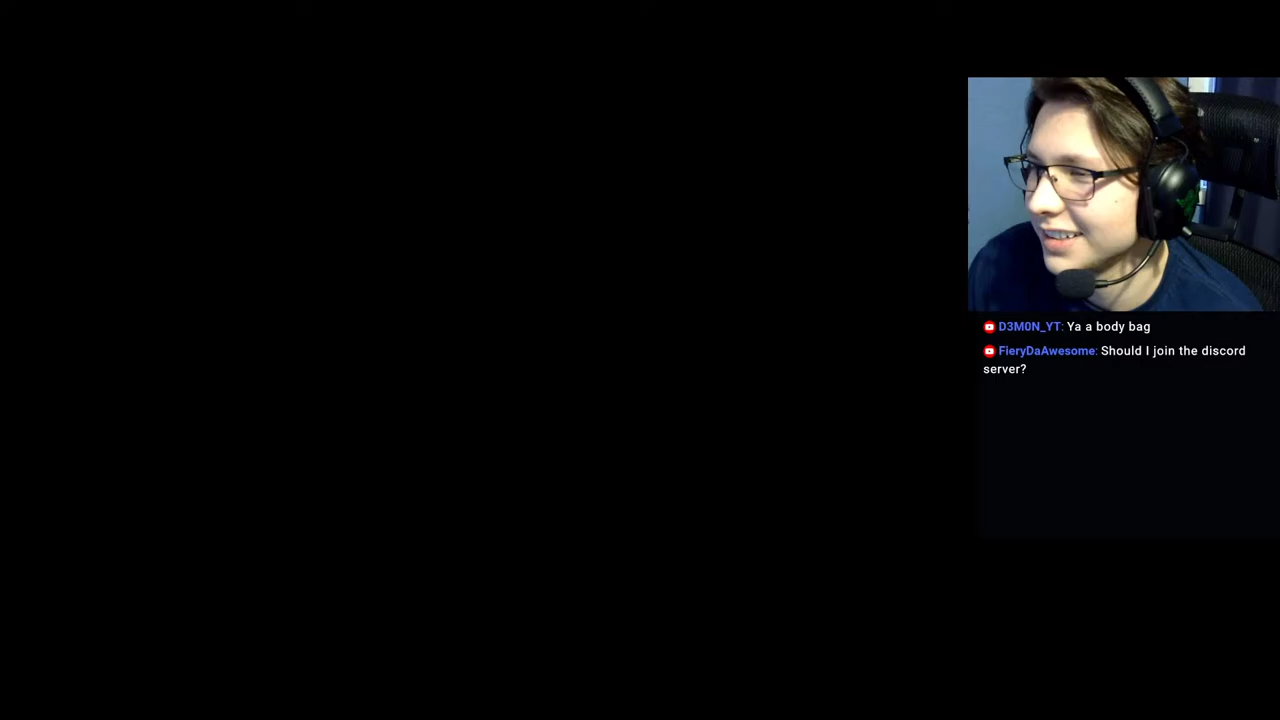 D3M0N_YT: Ya a body bag
FieryDaAwesome: Should I join the discord
server?